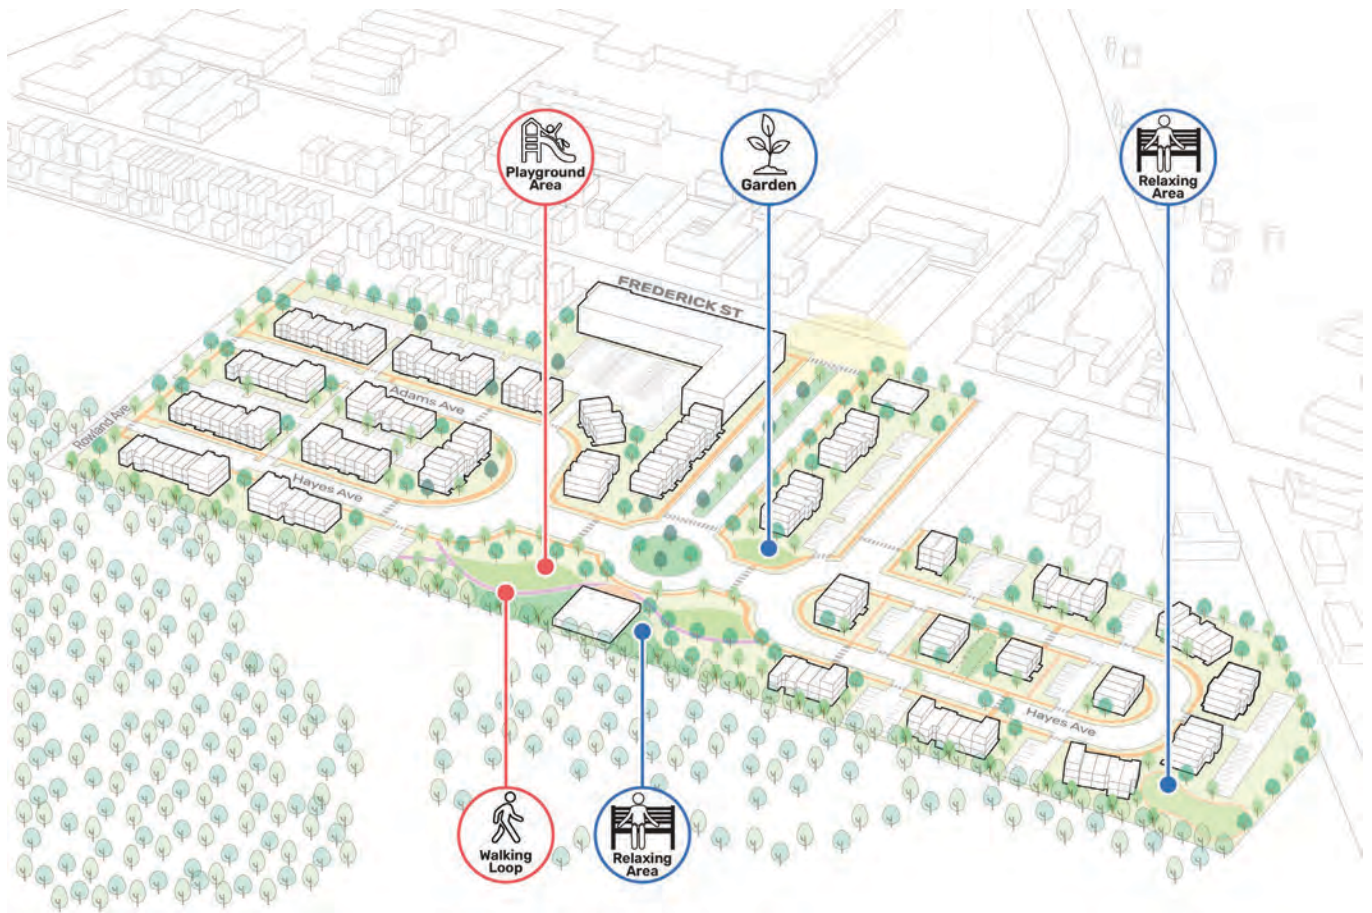 Playground
Area
Garden
Relaxing
Area
FREDERICK ST
Adams Ave
Rowland Ave
Hayes Ave
Hayes Ave
Walking
Loop
Relaxing
Area